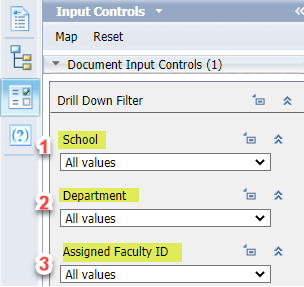 Input Controls
Map Reset
Document Input Controls (1)
Drill Down Filter
1 School
All values
2 Department
All values
3 Assigned Faculty ID
All values